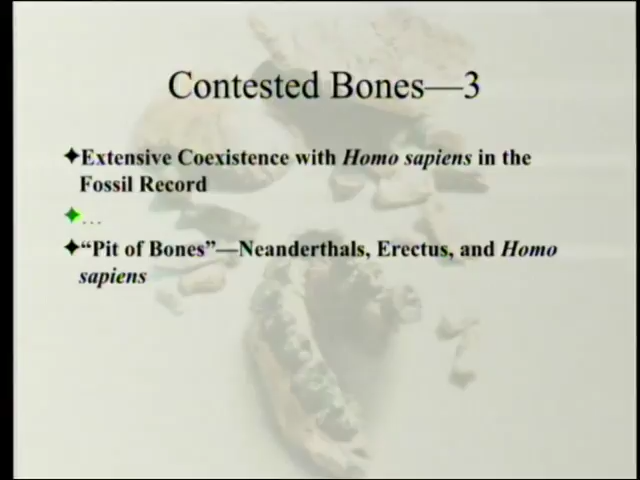 Contested Bones—3
✦Extensive Coexistence with Homo sapiens in the
Fossil Record
✦…
✦“Pit of Bones”—Neanderthals, Erectus, and Homo
sapiens